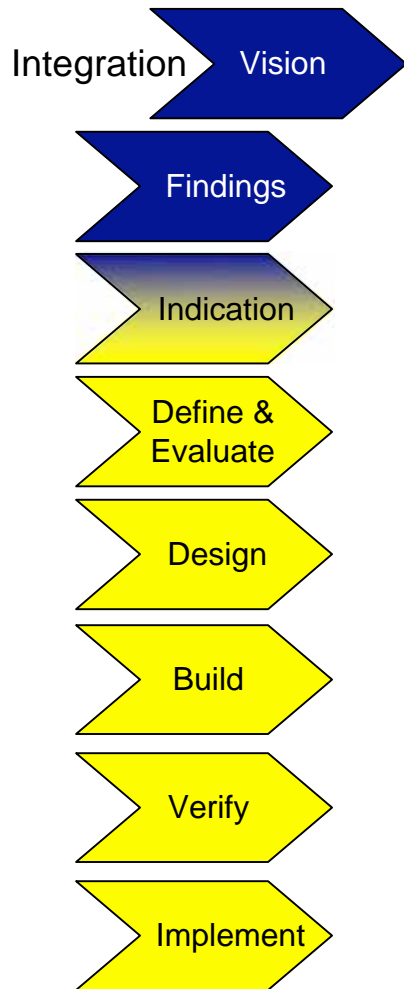 Integration Vision
Findings
Indication
Define &
Evaluate
Design
Build
Verify
Implement